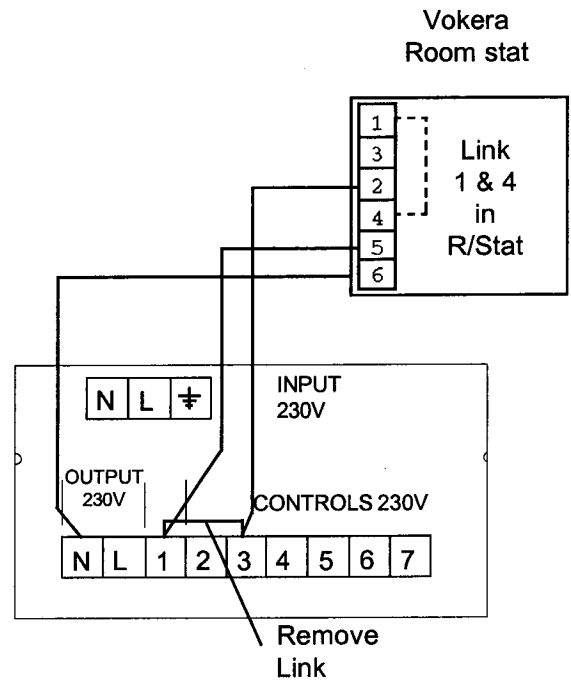 Vokera
Room stat
1
3
2
4
5
6
Link
1 & 4
in
R/Stat
N L
INPUT
230V
OUTPUT
230V
CONTROLS 230V
N L 1 2 3 4 5 6 7
Remove
Link